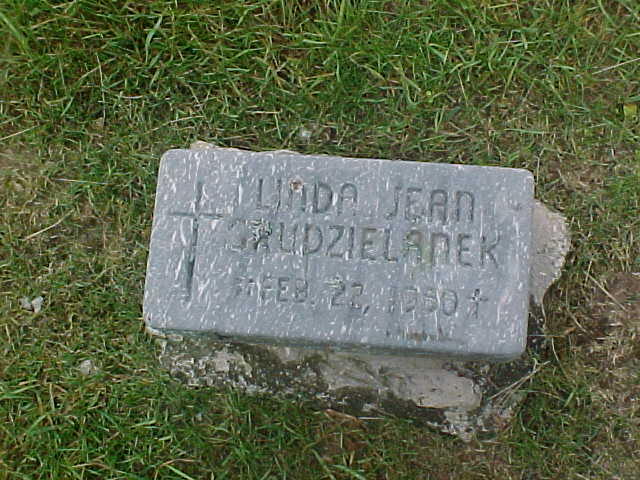 LINDA JEAN
GRUDZIELANEK
FEB. 22, 1950